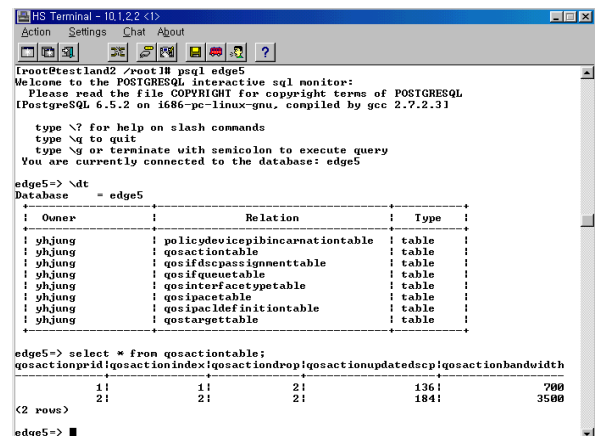 HS Terminal - 10,1,2,2 <1>
Action Settings Chat About
[root@testland2 /root]# psql edge5
Welcome to the POSTGRESQL interactive sql monitor:
  Please read the file COPYRIGHT for copyright terms of POSTGRESQL
[PostgreSQL 6.5.2 on i686-pc-linux-gnu, compiled by gcc 2.7.2.3]
   type \? for help on slash commands
   type \q to quit
   type \g or terminate with semicolon to execute query
 You are currently connected to the database: edge5
edge5=> \dt
Database    = edge5
 +------------------+----------------------------------+----------+
 |  Owner           |             Relation             |   Type   |
 +------------------+----------------------------------+----------+
 | yhjung           | policydevicepibincarnationtable  | table    |
 | yhjung           | qosactiontable                   | table    |
 | yhjung           | qosifdscpassignmenttable         | table    |
 | yhjung           | qosifqueuetable                  | table    |
 | yhjung           | qosinterfacetypetable            | table    |
 | yhjung           | qosipacetable                    | table    |
 | yhjung           | qosipacldefinitiontable          | table    |
 | yhjung           | qostargettable                   | table    |
 +------------------+----------------------------------+----------+
edge5=> select * from qosactiontable;
qosactionprid|qosactionindex|qosactiondrop|qosactionupdatedscp|qosactionbandwidth
-------------+--------------+-------------+-------------------+------------------
            1|             1|            2|                136|               700
            2|             2|            2|                184|              3500
(2 rows)
edge5=>